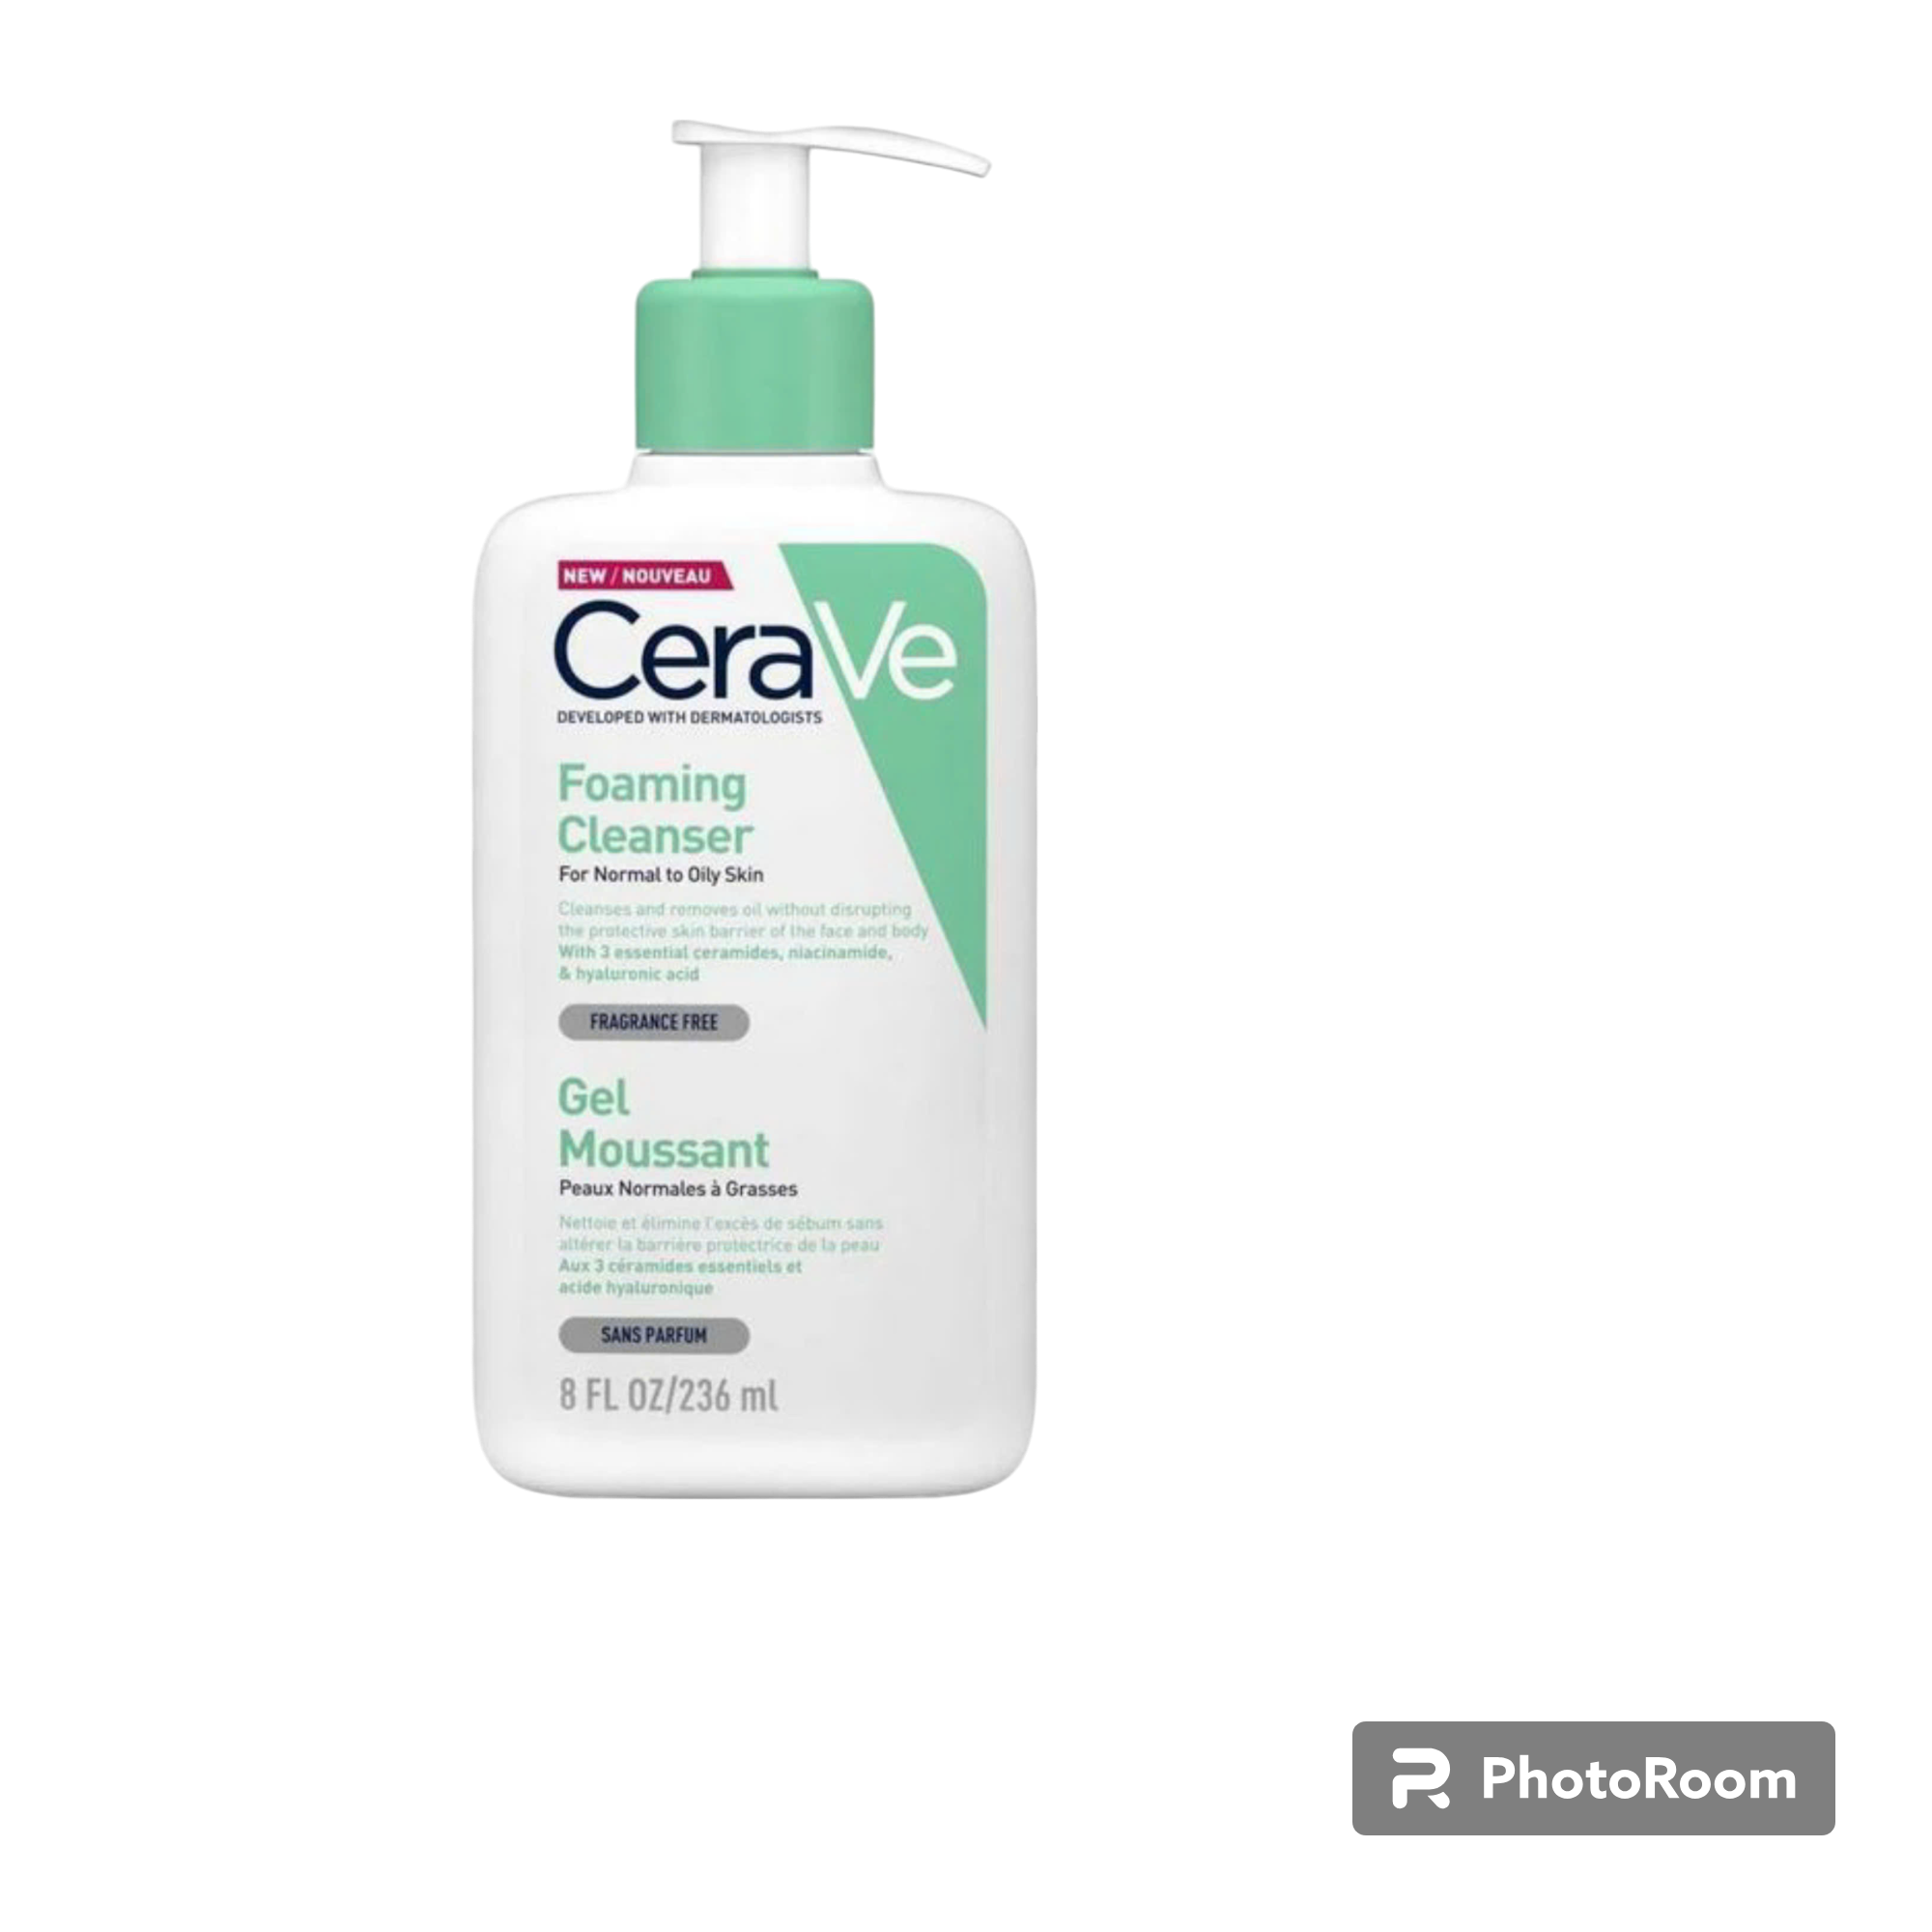 NEW / NOUVEAU
CeraVe
DEVELOPED WITH DERMATOLOGISTS
Foaming
Cleanser
For Normal to Oily Skin
Cleanses and removes oil without disrupting
the protective skin barrier of the face and body
With 3 essential ceramides, niacinamide,
& hyaluronic acid
FRAGRANCE FREE
Gel
Moussant
Peaux Normales à Grasses
Nettoie et élimine l'excès de sébum sans
altérer la barrière protectrice de la peau
Aux 3 céramides essentiels et
acide hyaluronique
SANS PARFUM
8 FL OZ/236 ml
PhotoRoom